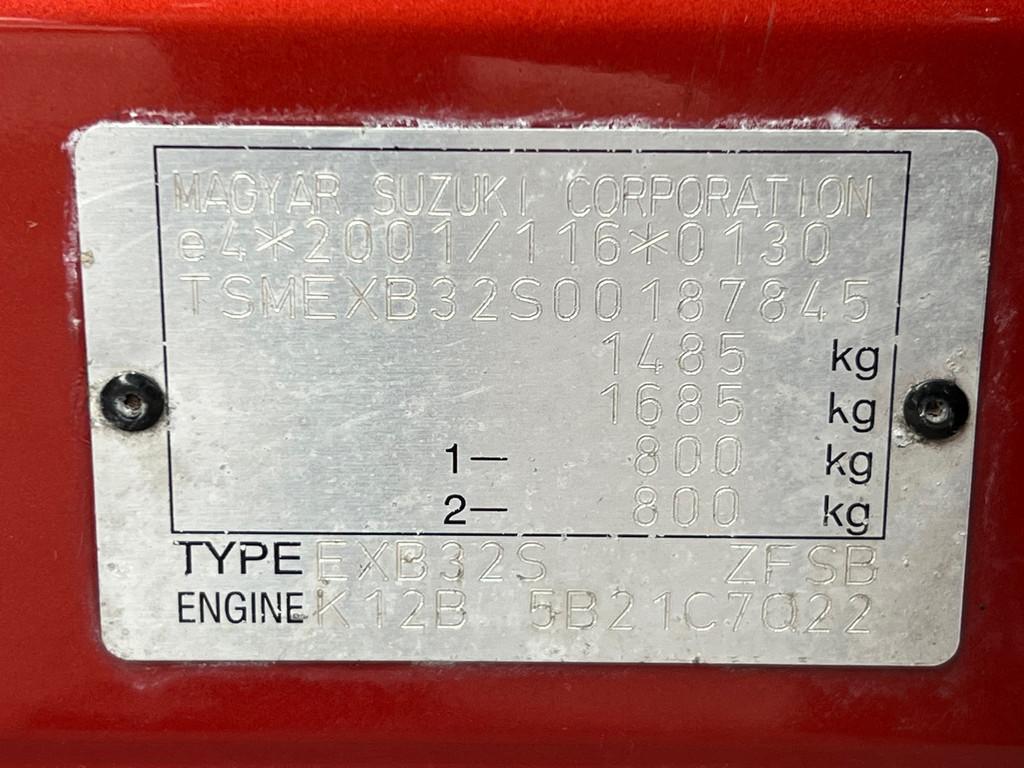 MAGYAR SUZUKI CORPORATION
e4*2001/116*0130
TSMEXB32S00187845
1485 kg
1685 kg
1— 800 kg
2— 800 kg
TYPE EXB32S ZFSB
ENGINE K12B 5B21C7Q22